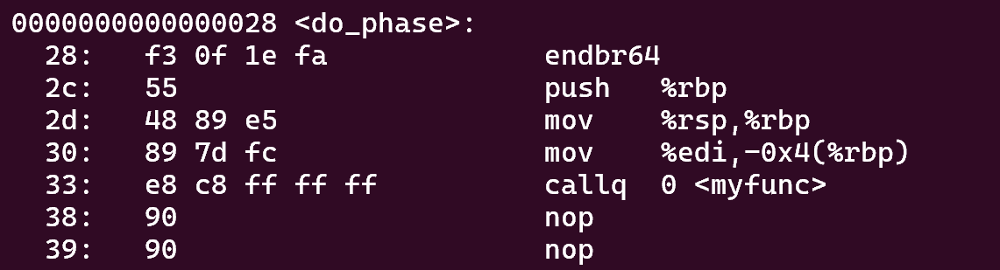 0000000000000028 <do_phase>:
28: f3 0f 1e fa endbr64
2c: 55 push %rbp
2d: 48 89 e5 mov %rsp,%rbp
30: 89 7d fc mov %edi,-0x4(%rbp)
33: e8 c8 ff ff ff callq 0 <myfunc>
38: 90 nop
39: 90 nop